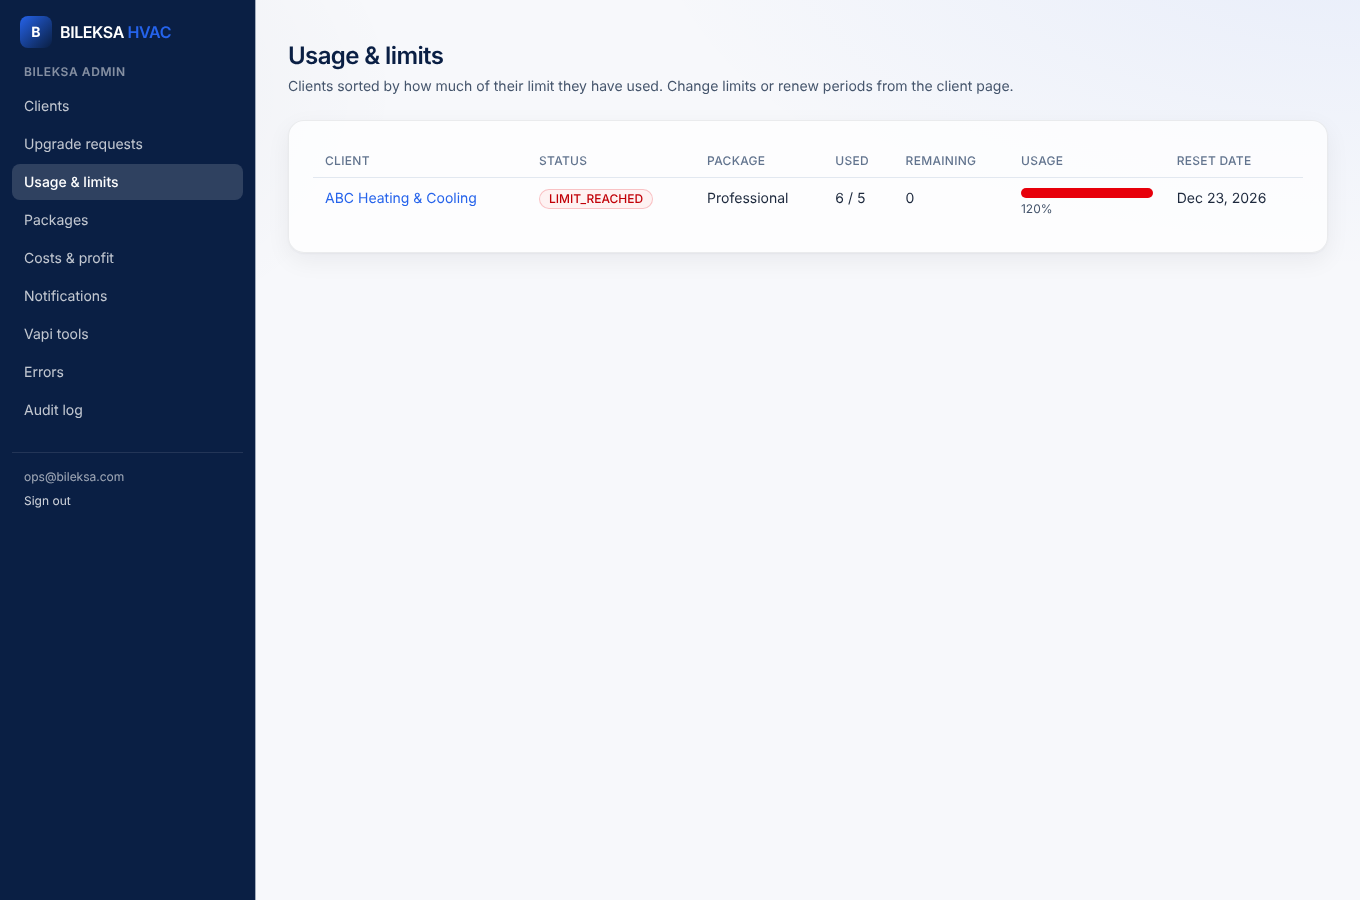 B BILEKSA HVAC
BILEKSA ADMIN
Clients
Upgrade requests
Usage & limits
Packages
Costs & profit
Notifications
Vapi tools
Errors
Audit log
ops@bileksa.com
Sign out
Usage & limits
Clients sorted by how much of their limit they have used. Change limits or renew periods from the client page.
CLIENT STATUS PACKAGE USED REMAINING USAGE RESET DATE
ABC Heating & Cooling LIMIT_REACHED Professional 6 / 5 0 120% Dec 23, 2026